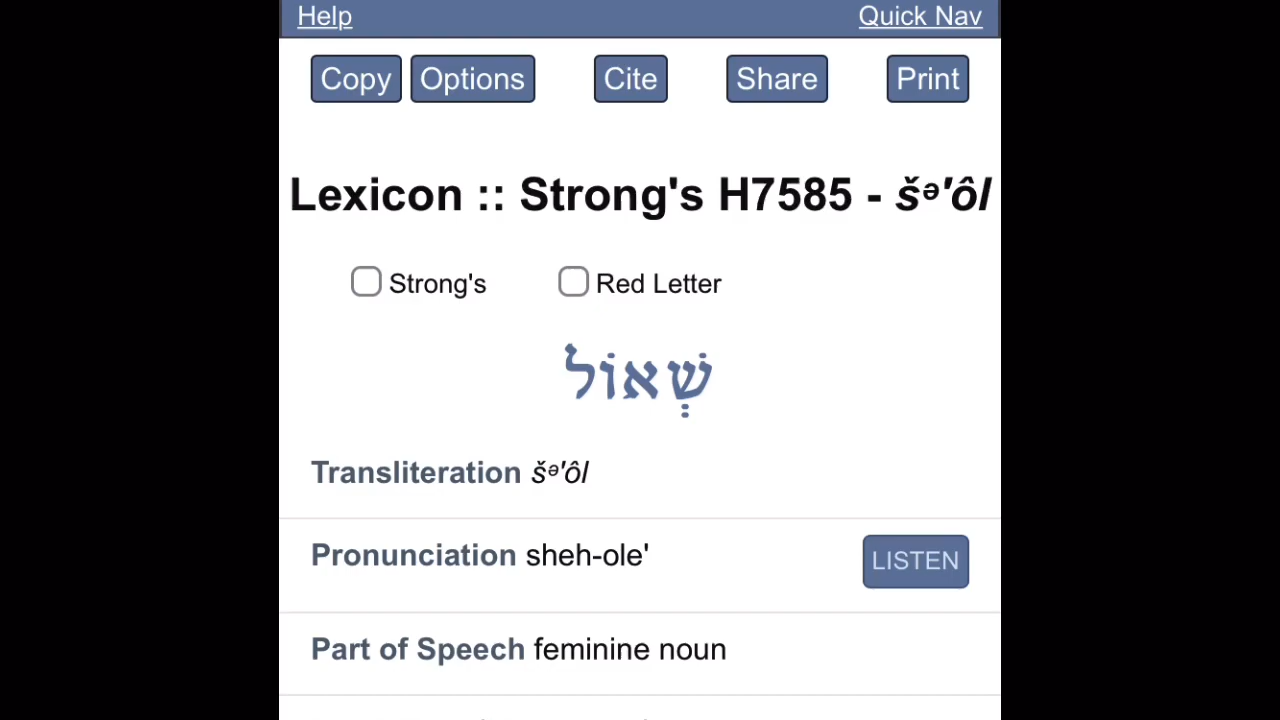 Help Quick Nav
Copy Options Cite Share Print
Lexicon :: Strong's H7585 - šᵊ'ôl
Strong's Red Letter
שְׁאוֹל
Transliteration šᵊ'ôl
Pronunciation sheh-ole' LISTEN
Part of Speech feminine noun